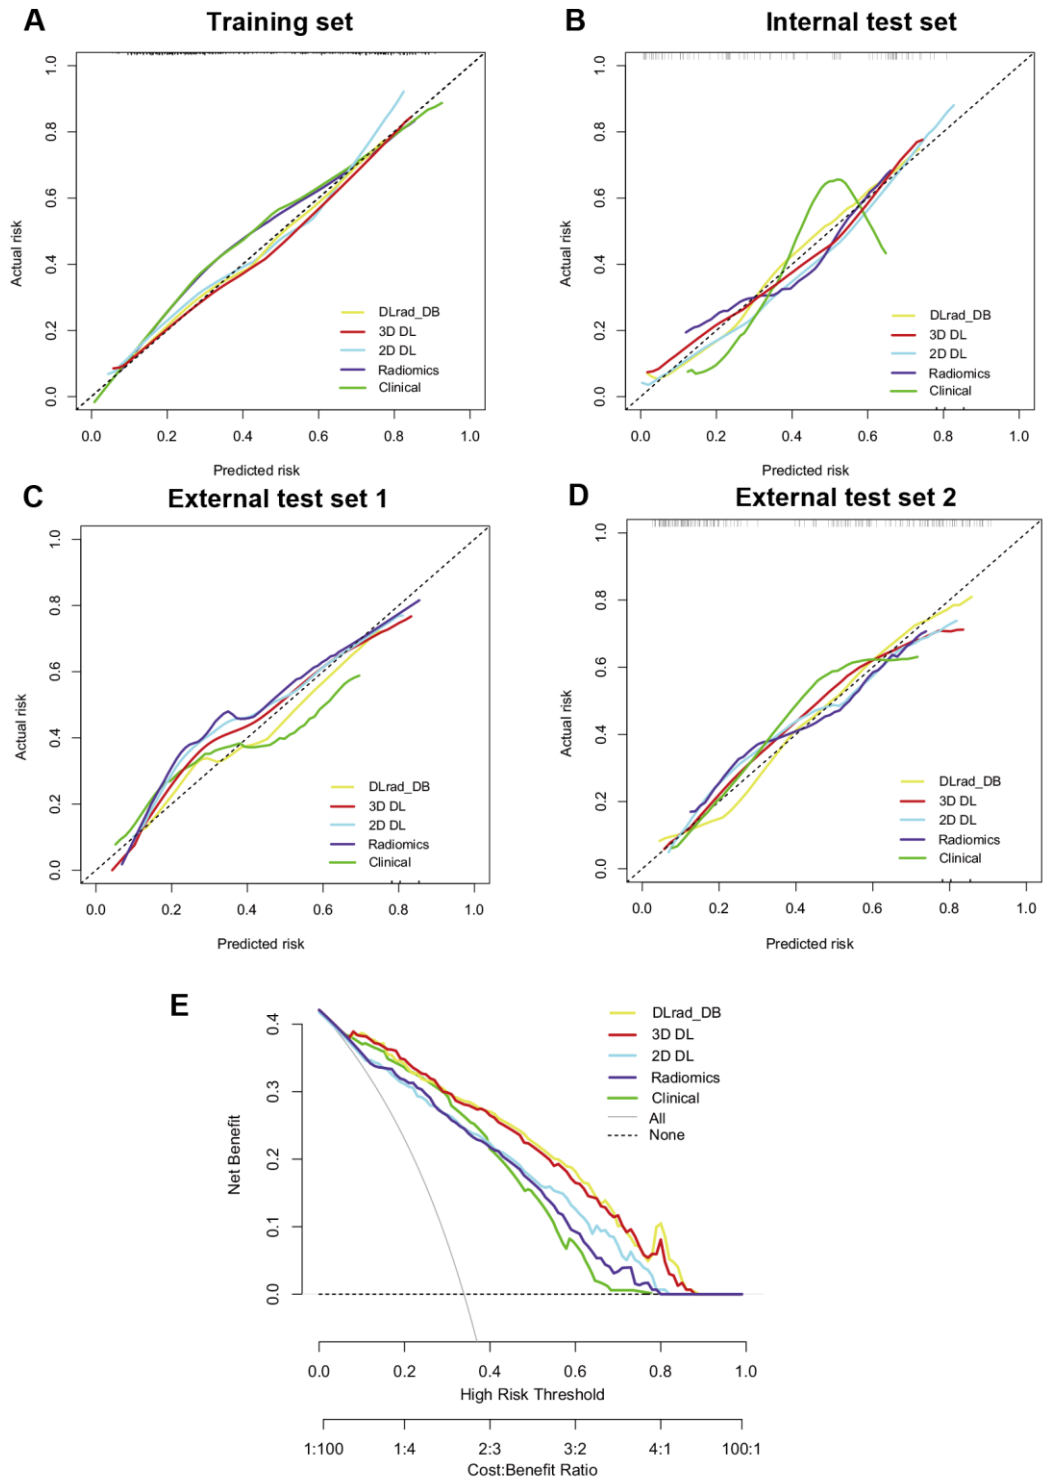 A Training set
1.0
0.8
0.6
0.4
0.2
0.0
Actual risk
DLrad_DB
3D DL
2D DL
Radiomics
Clinical
0.0 0.2 0.4 0.6 0.8 1.0
Predicted risk
B Internal test set
1.0
0.8
0.6
0.4
0.2
0.0
Actual risk
DLrad_DB
3D DL
2D DL
Radiomics
Clinical
0.0 0.2 0.4 0.6 0.8 1.0
Predicted risk
C External test set 1
1.0
0.8
0.6
0.4
0.2
0.0
Actual risk
DLrad_DB
3D DL
2D DL
Radiomics
Clinical
0.0 0.2 0.4 0.6 0.8 1.0
Predicted risk
D External test set 2
1.0
0.8
0.6
0.4
0.2
0.0
Actual risk
DLrad_DB
3D DL
2D DL
Radiomics
Clinical
0.0 0.2 0.4 0.6 0.8 1.0
Predicted risk
E
0.4
0.3
0.2
0.1
0.0
Net Benefit
DLrad_DB
3D DL
2D DL
Radiomics
Clinical
All
None
0.0 0.2 0.4 0.6 0.8 1.0
High Risk Threshold
1:100 1:4 2:3 3:2 4:1 100:1
Cost:Benefit Ratio